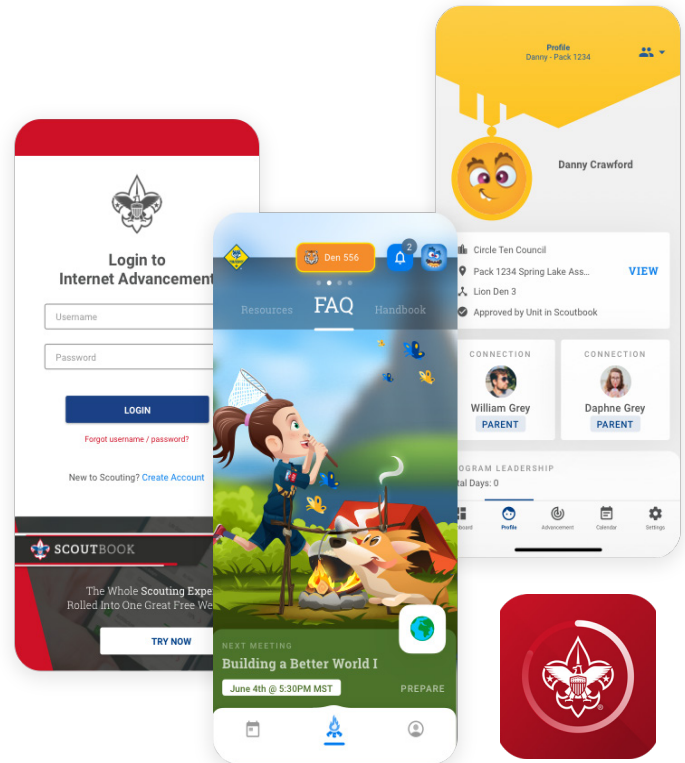 Login to
Internet Advancement
Username
Password
LOGIN
Forgot username / password?
New to Scouting? Create Account
SCOUTBOOK
The Whole Scouting Expe
Rolled Into One Great Free We
TRY NOW
Den 556
2
Resources
FAQ
Handbook
NEXT MEETING
Building a Better World I
June 4th @ 5:30PM MST
PREPARE
Profile
Danny - Pack 1234
Danny Crawford
Circle Ten Council
Pack 1234 Spring Lake Ass...
VIEW
Lion Den 3
Approved by Unit in Scoutbook
CONNECTION
William Grey
PARENT
CONNECTION
Daphne Grey
PARENT
OGRAM LEADERSHIP
tal Days: 0
board
Profile
Advancement
Calendar
Settings
®